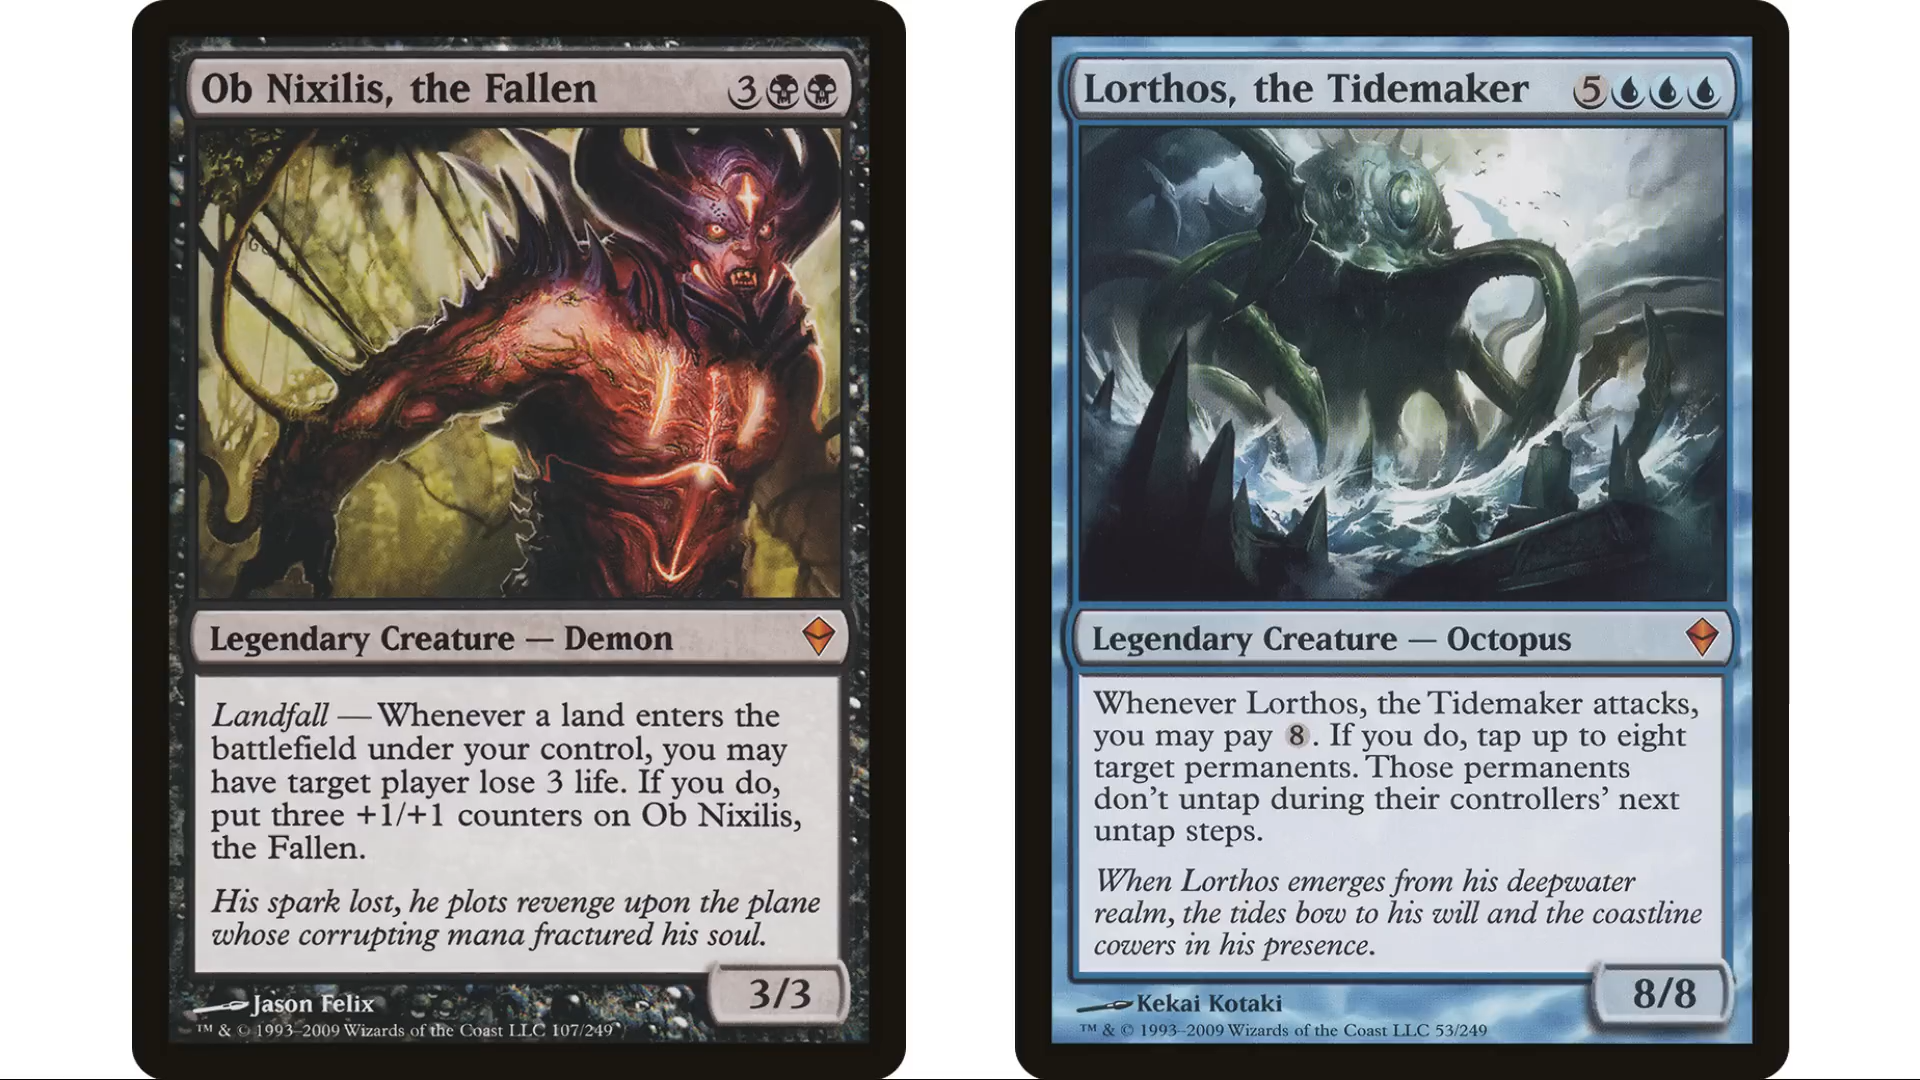 Ob Nixilis, the Fallen 3
Legendary Creature — Demon
Landfall — Whenever a land enters the
battlefield under your control, you may
have target player lose 3 life. If you do,
put three +1/+1 counters on Ob Nixilis,
the Fallen.
His spark lost, he plots revenge upon the plane
whose corrupting mana fractured his soul.
3/3
Jason Felix
™ & © 1993–2009 Wizards of the Coast LLC 107/249
Lorthos, the Tidemaker 5
Legendary Creature — Octopus
Whenever Lorthos, the Tidemaker attacks,
you may pay 8. If you do, tap up to eight
target permanents. Those permanents
don't untap during their controllers' next
untap steps.
When Lorthos emerges from his deepwater
realm, the tides bow to his will and the coastline
cowers in his presence.
8/8
Kekai Kotaki
™ & © 1993–2009 Wizards of the Coast LLC 53/249